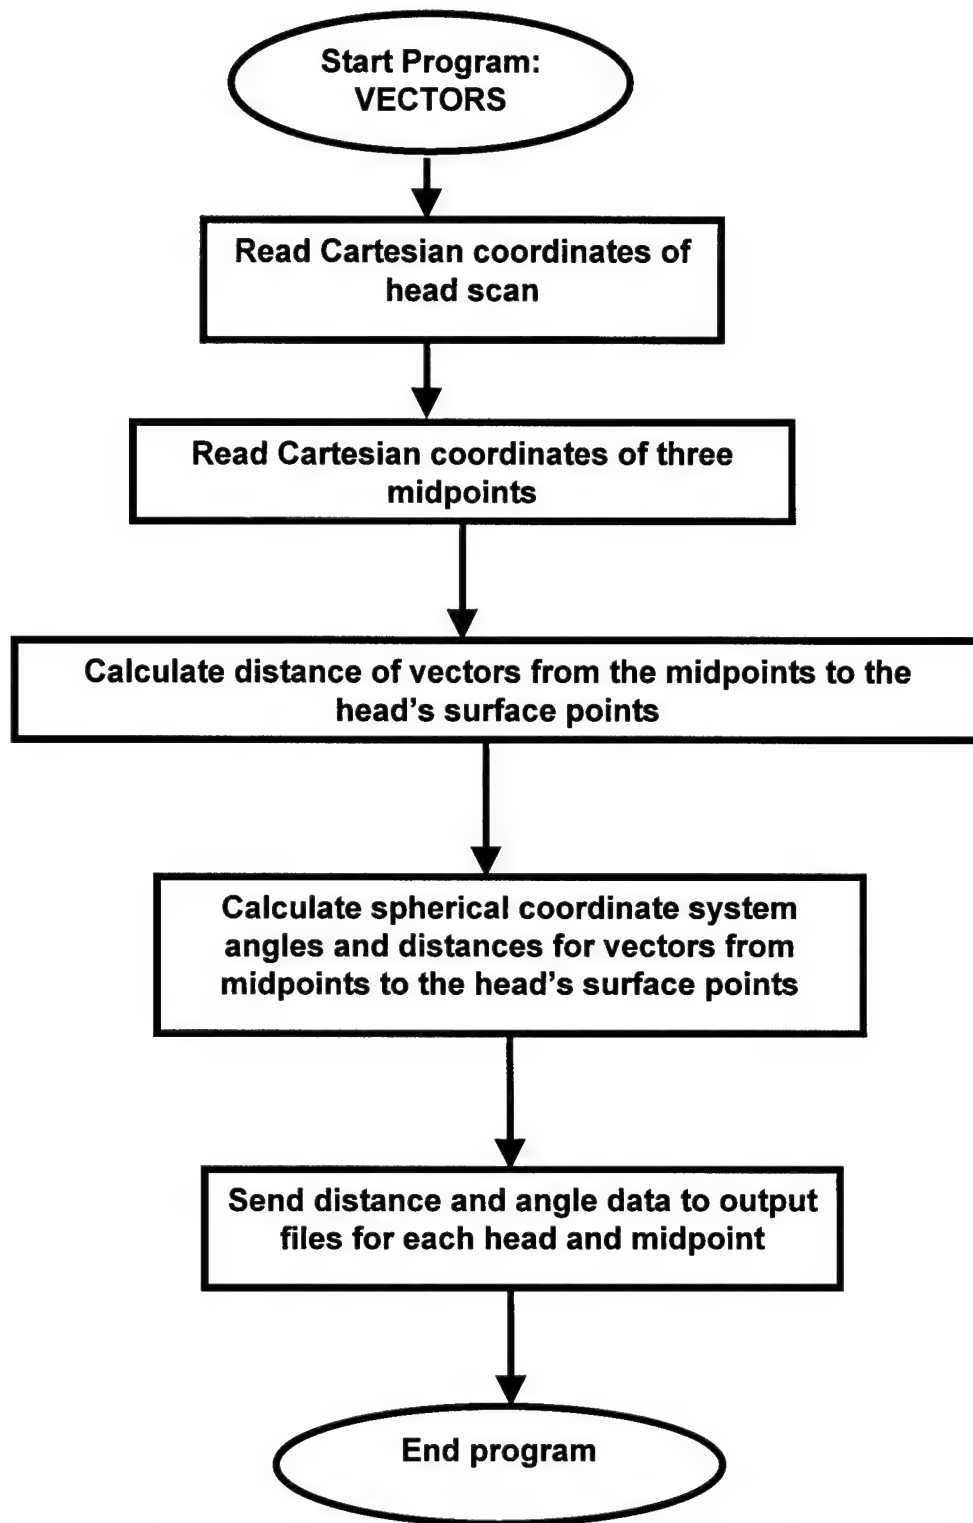 Start Program:
VECTORS
Read Cartesian coordinates of
head scan
Read Cartesian coordinates of three
midpoints
Calculate distance of vectors from the midpoints to the
head's surface points
Calculate spherical coordinate system
angles and distances for vectors from
midpoints to the head's surface points
Send distance and angle data to output
files for each head and midpoint
End program